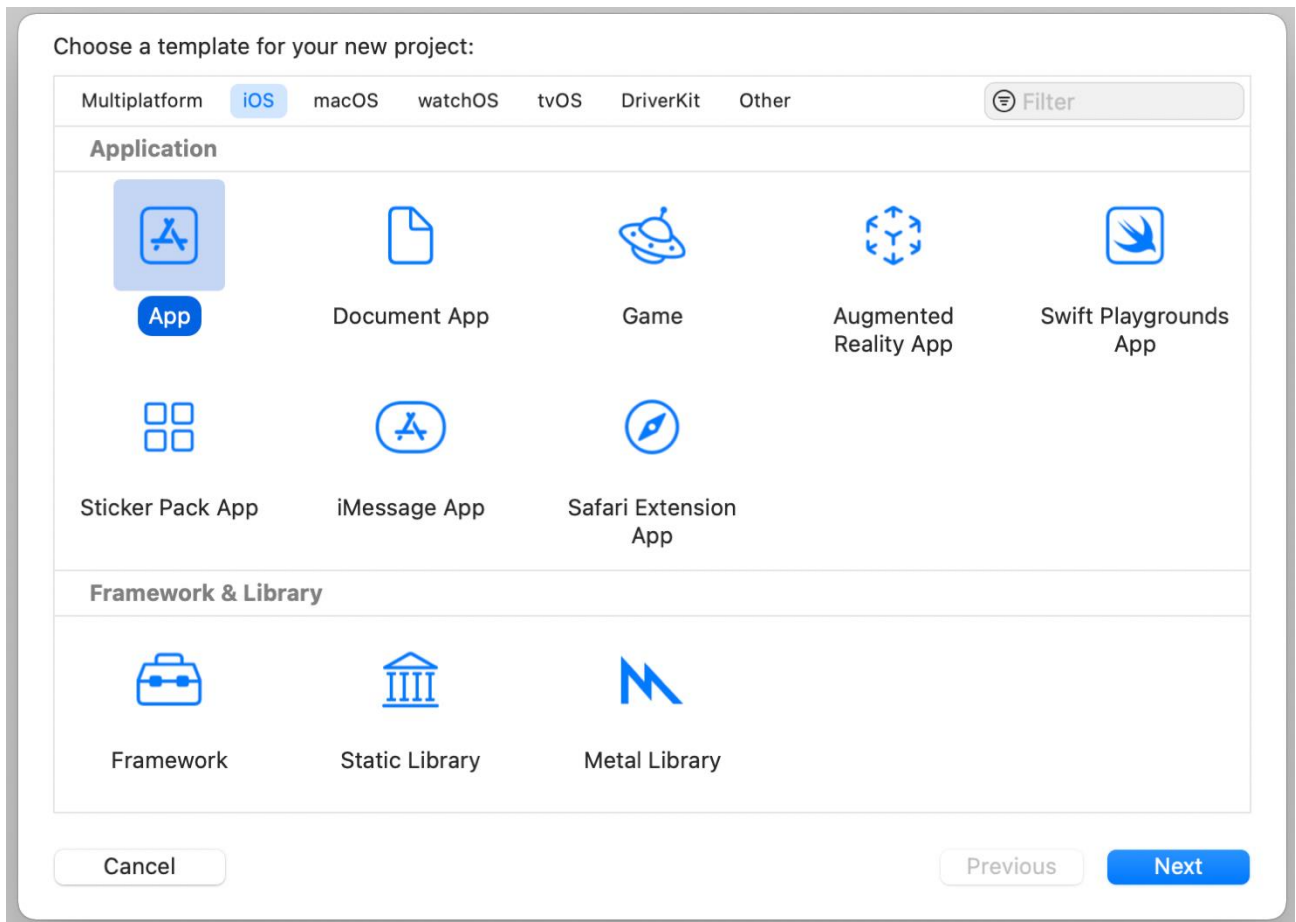 Choose a template for your new project:
Multiplatform iOS macOS watchOS tvOS DriverKit Other Filter
Application
App Document App Game Augmented Reality App Swift Playgrounds App
Sticker Pack App iMessage App Safari Extension App
Framework & Library
Framework Static Library Metal Library
Cancel Previous Next